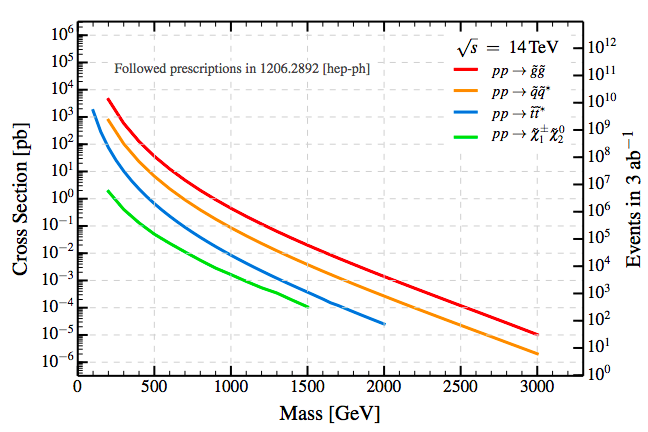 √s = 14 TeV
Followed prescriptions in 1206.2892 [hep-ph]
pp → g̃g̃
pp → q̃q̃*
pp → t̃t̃*
pp → χ̃₁±χ̃₂⁰
Cross Section [pb]
10⁶
10⁵
10⁴
10³
10²
10¹
10⁰
10⁻¹
10⁻²
10⁻³
10⁻⁴
10⁻⁵
10⁻⁶
Events in 3 ab⁻¹
10¹²
10¹¹
10¹⁰
10⁹
10⁸
10⁷
10⁶
10⁵
10⁴
10³
10²
10¹
10⁰
0 500 1000 1500 2000 2500 3000
Mass [GeV]